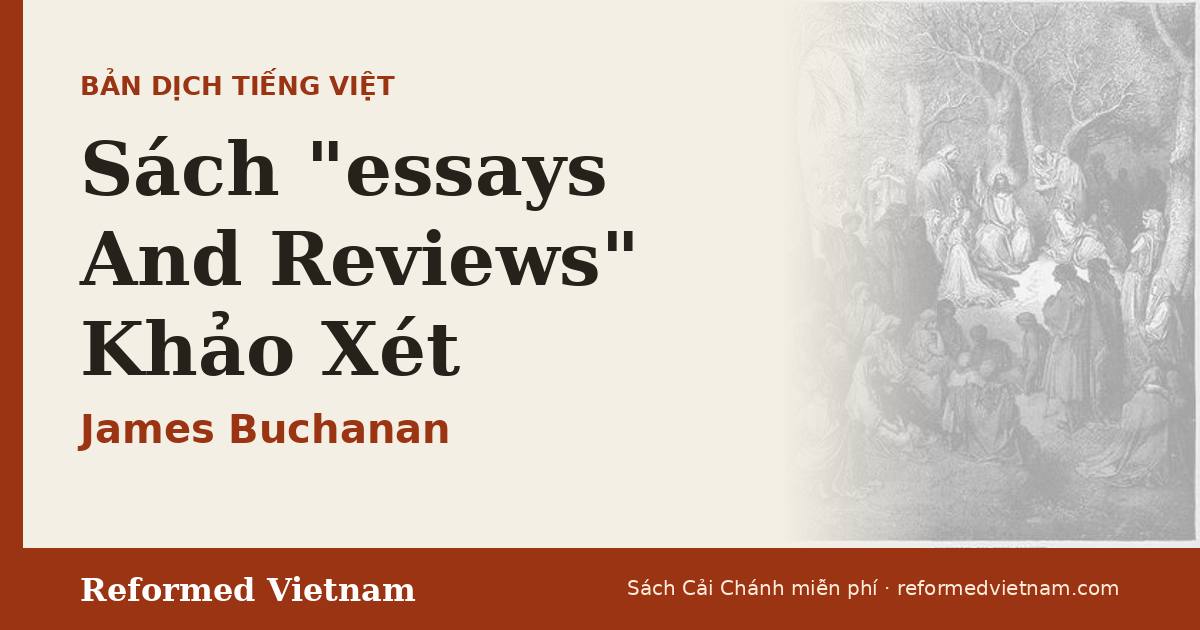 BẢN DỊCH TIẾNG VIỆT
Sách "essays
And Reviews"
Khảo Xét
James Buchanan
Reformed Vietnam
Sách Cải Chánh miễn phí · reformedvietnam.com